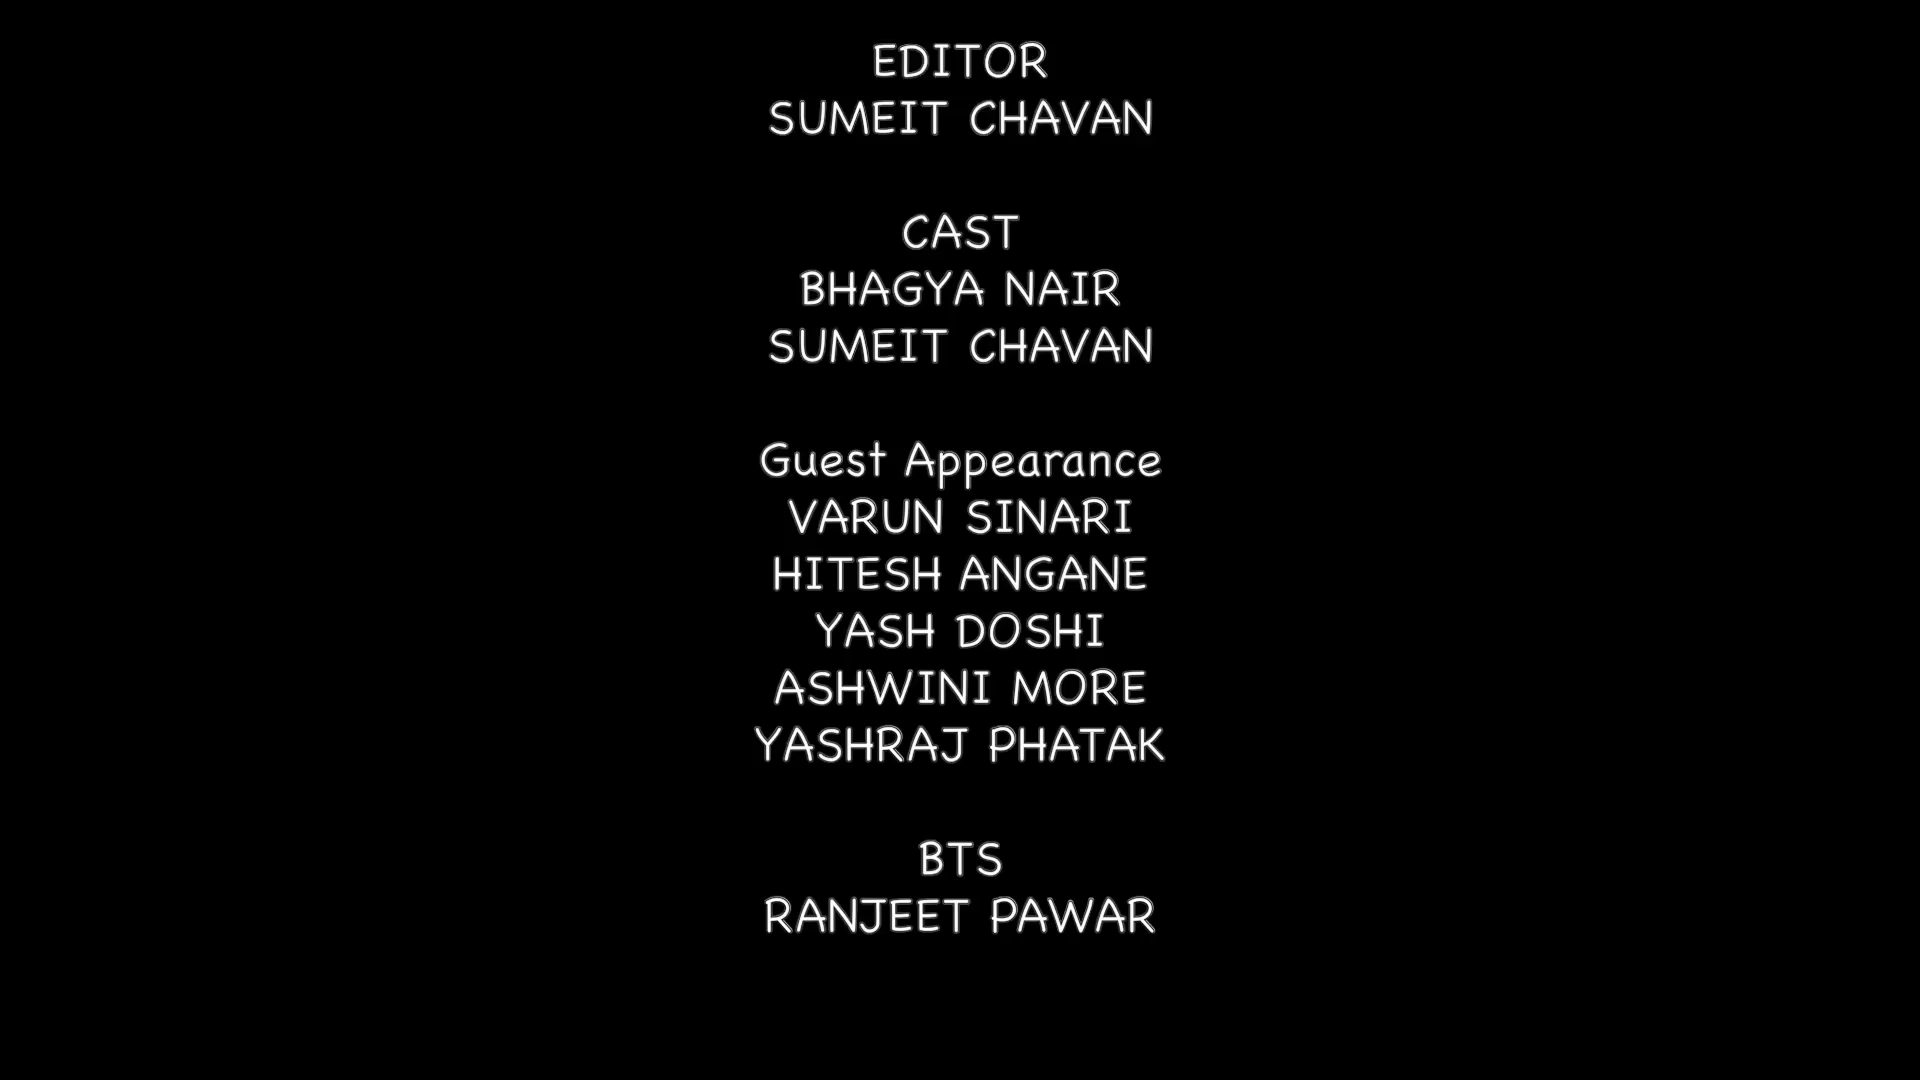 EDITOR
SUMEIT CHAVAN
CAST
BHAGYA NAIR
SUMEIT CHAVAN
Guest Appearance
VARUN SINARI
HITESH ANGANE
YASH DOSHI
ASHWINI MORE
YASHRAJ PHATAK
BTS
RANJEET PAWAR